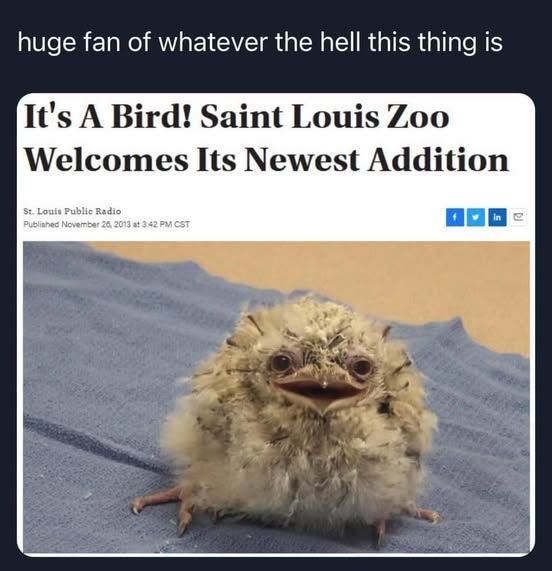 huge fan of whatever the hell this thing is
It's A Bird! Saint Louis Zoo
Welcomes Its Newest Addition
St. Louis Public Radio
Published November 26, 2013 at 3:42 PM CST
f
in